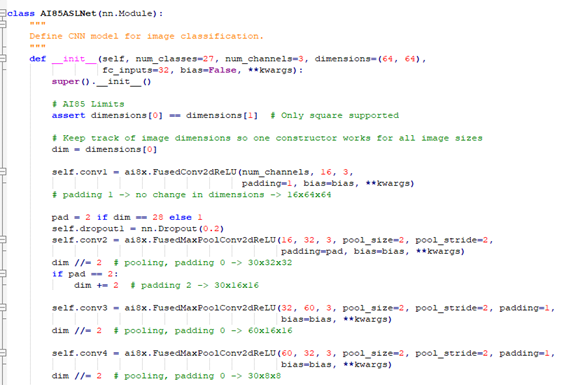 class AI85ASLNet(nn.Module):
"""
Define CNN model for image classification.
"""
def __init__(self, num_classes=27, num_channels=3, dimensions=(64, 64),
fc_inputs=32, bias=False, **kwargs):
super().__init__()
# AI85 Limits
assert dimensions[0] == dimensions[1]  # Only square supported
# Keep track of image dimensions so one constructor works for all image sizes
dim = dimensions[0]
self.conv1 = ai8x.FusedConv2dReLU(num_channels, 16, 3,
padding=1, bias=bias, **kwargs)
# padding 1 -> no change in dimensions -> 16x64x64
pad = 2 if dim == 28 else 1
self.dropout1 = nn.Dropout(0.2)
self.conv2 = ai8x.FusedMaxPoolConv2dReLU(16, 32, 3, pool_size=2, pool_stride=2,
padding=pad, bias=bias, **kwargs)
dim //= 2  # pooling, padding 0 -> 30x32x32
if pad == 2:
dim += 2  # padding 2 -> 30x16x16
self.conv3 = ai8x.FusedMaxPoolConv2dReLU(32, 60, 3, pool_size=2, pool_stride=2, padding=1,
bias=bias, **kwargs)
dim //= 2  # pooling, padding 0 -> 60x16x16
self.conv4 = ai8x.FusedMaxPoolConv2dReLU(60, 32, 3, pool_size=2, pool_stride=2, padding=1,
bias=bias, **kwargs)
dim //= 2  # pooling, padding 0 -> 30x8x8